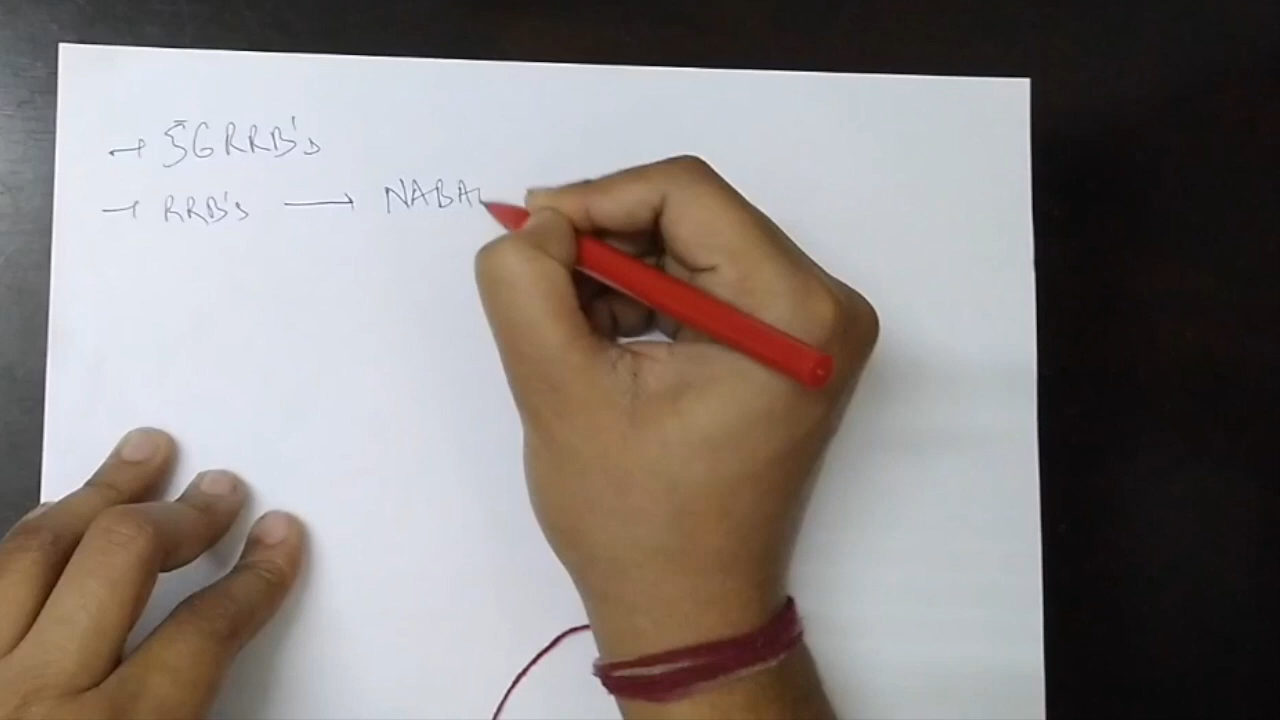 → 56 RRB's
→ RRB's → NABA